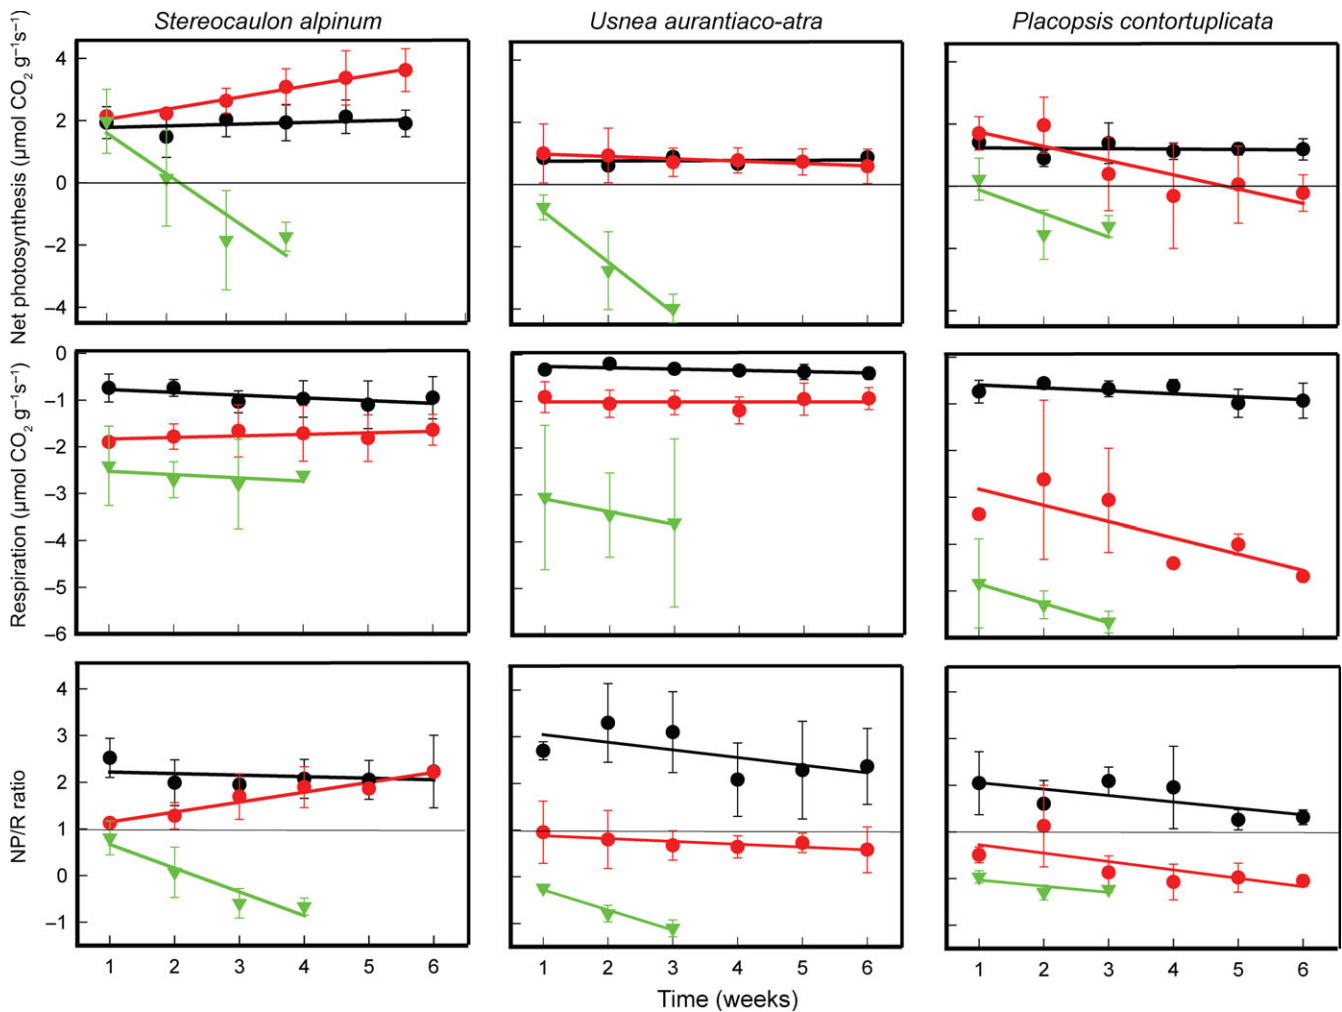 Stereocaulon alpinum
Usnea aurantiaco-atra
Placopsis contortuplicata
Net photosynthesis (µmol CO₂ g⁻¹s⁻¹)
4
2
0
–2
–4
Respiration (µmol CO₂ g⁻¹s⁻¹)
0
–1
–2
–3
–4
–5
–6
NP/R ratio
4
3
2
1
0
–1
1 2 3 4 5 6
1 2 3 4 5 6
1 2 3 4 5 6
Time (weeks)